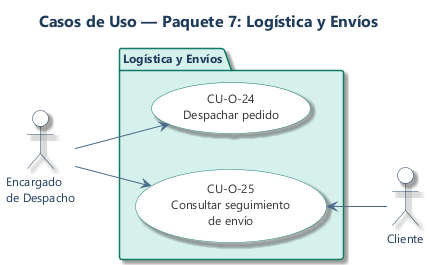 Casos de Uso — Paquete 7: Logística y Envíos
Logística y Envíos
CU-O-24
Despachar pedido
Encargado
de Despacho
CU-O-25
Consultar seguimiento
de envío
Cliente